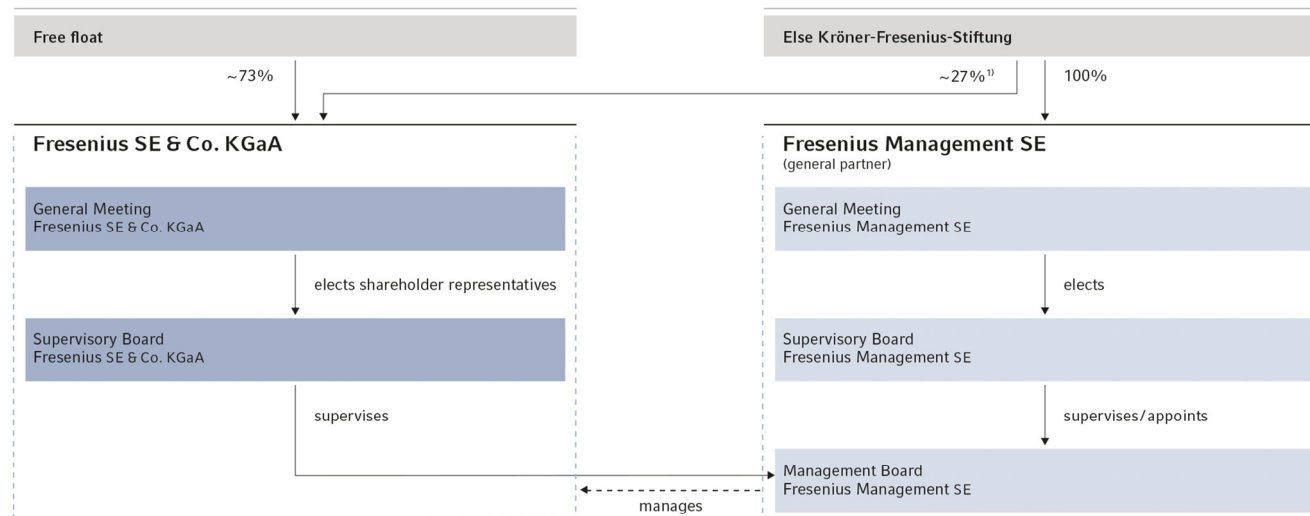 Free float
Else Kröner-Fresenius-Stiftung
~73%
~27%¹⁾
100%
Fresenius SE & Co. KGaA
Fresenius Management SE
(general partner)
General Meeting
Fresenius SE & Co. KGaA
General Meeting
Fresenius Management SE
elects shareholder representatives
elects
Supervisory Board
Fresenius SE & Co. KGaA
Supervisory Board
Fresenius Management SE
supervises
supervises/appoints
Management Board
Fresenius Management SE
manages